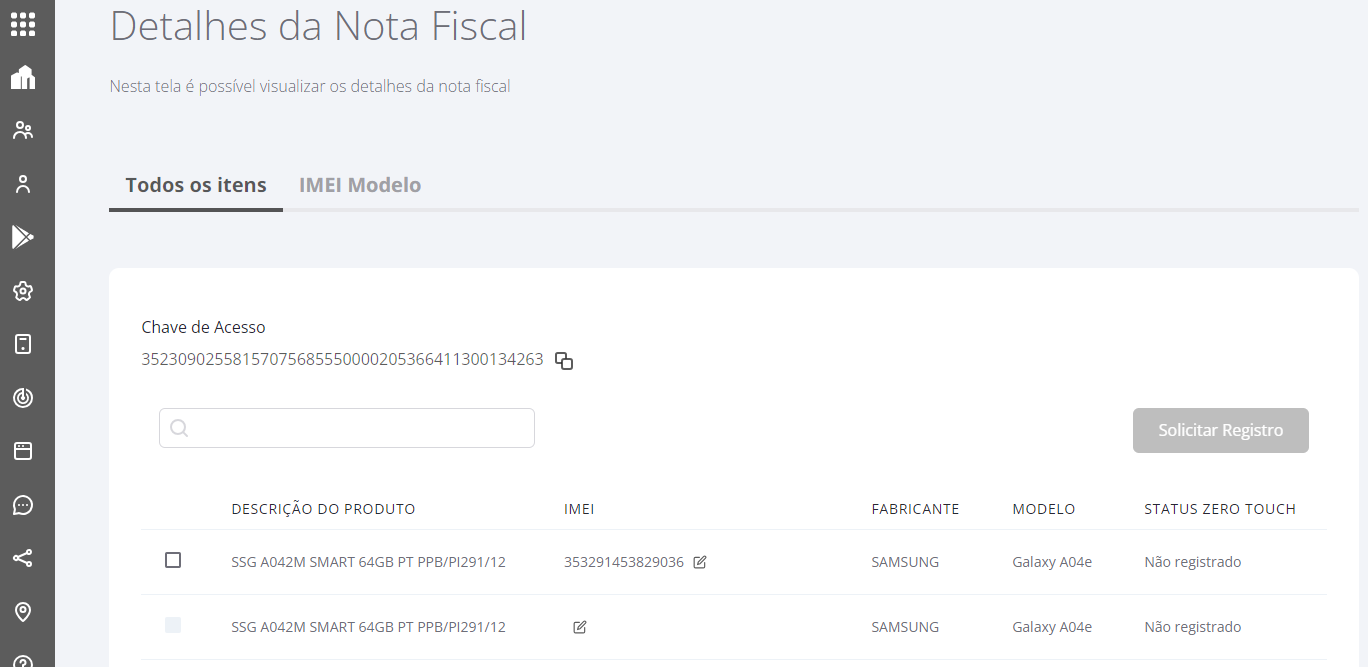 Detalhes da Nota Fiscal
Nesta tela é possível visualizar os detalhes da nota fiscal
Todos os itens IMEI Modelo
Chave de Acesso
35230902558157075685550000205366411300134263
Solicitar Registro
DESCRIÇÃO DO PRODUTO IMEI FABRICANTE MODELO STATUS ZERO TOUCH
SSG A042M SMART 64GB PT PPB/PI291/12 353291453829036 SAMSUNG Galaxy A04e Não registrado
SSG A042M SMART 64GB PT PPB/PI291/12 SAMSUNG Galaxy A04e Não registrado